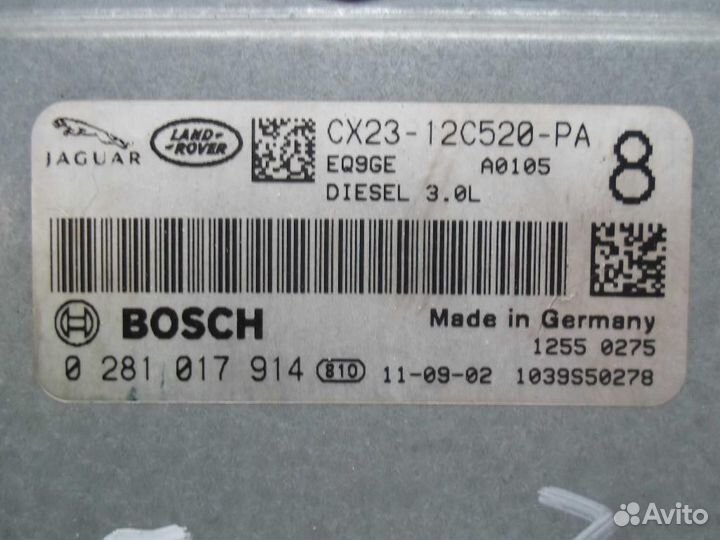 JAGUAR
LAND-
ROVER
CX23-12C520-PA
EQ9GE A0105
DIESEL 3.0L
8
BOSCH
Made in Germany
1255 0275
0 281 017 914 810 11-09-02 1039S50278
Avito